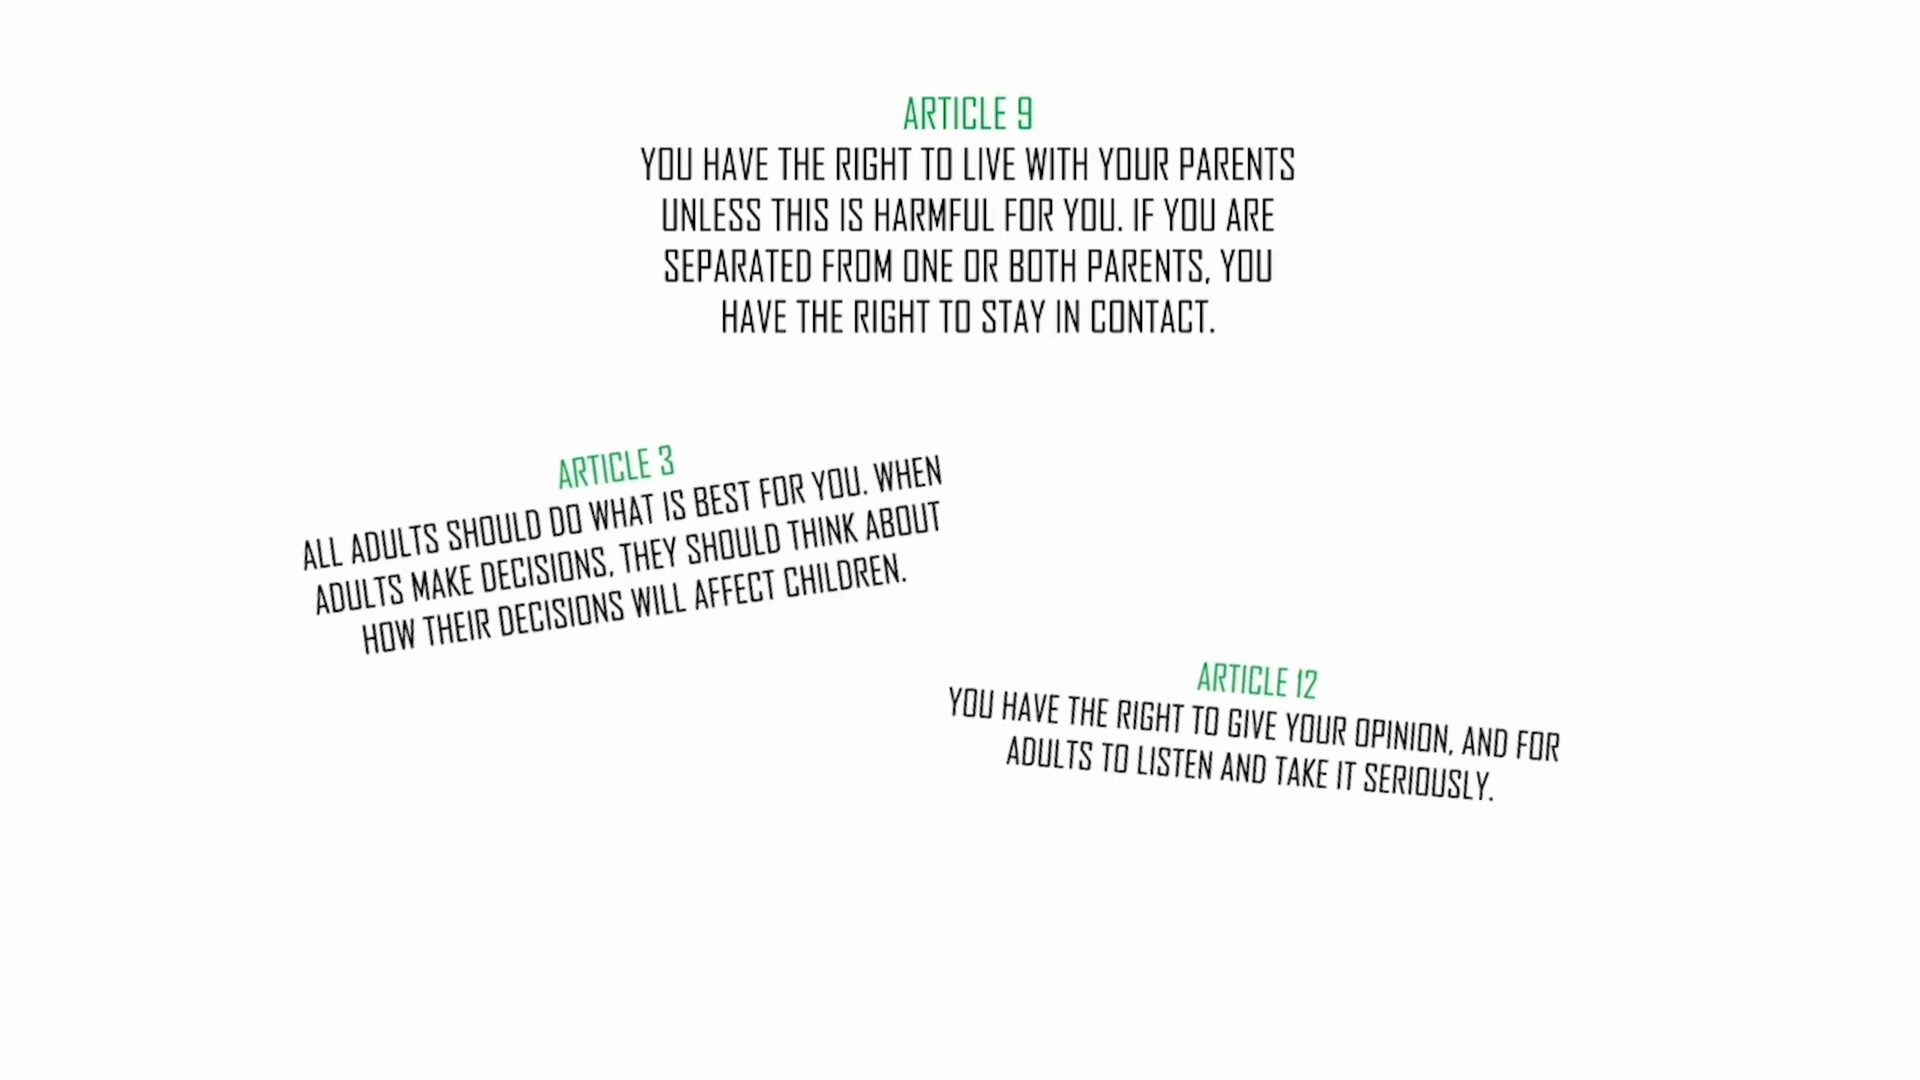 ARTICLE 9
YOU HAVE THE RIGHT TO LIVE WITH YOUR PARENTS
UNLESS THIS IS HARMFUL FOR YOU. IF YOU ARE
SEPARATED FROM ONE OR BOTH PARENTS, YOU
HAVE THE RIGHT TO STAY IN CONTACT.
ARTICLE 3
ALL ADULTS SHOULD DO WHAT IS BEST FOR YOU. WHEN
ADULTS MAKE DECISIONS, THEY SHOULD THINK ABOUT
HOW THEIR DECISIONS WILL AFFECT CHILDREN.
ARTICLE 12
YOU HAVE THE RIGHT TO GIVE YOUR OPINION, AND FOR
ADULTS TO LISTEN AND TAKE IT SERIOUSLY.